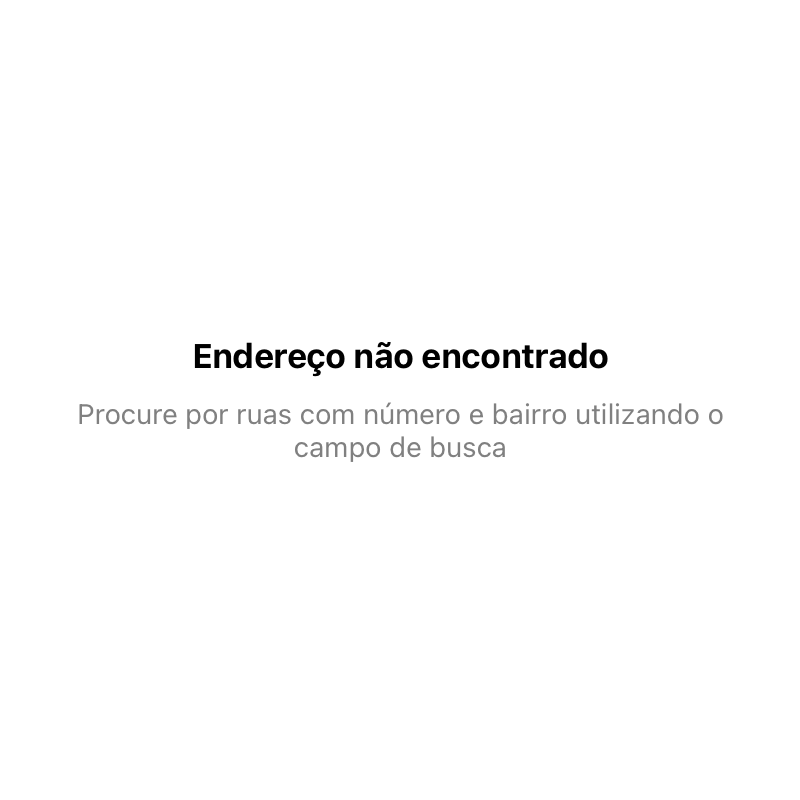 Endereço não encontrado
Procure por ruas com número e bairro utilizando o
campo de busca